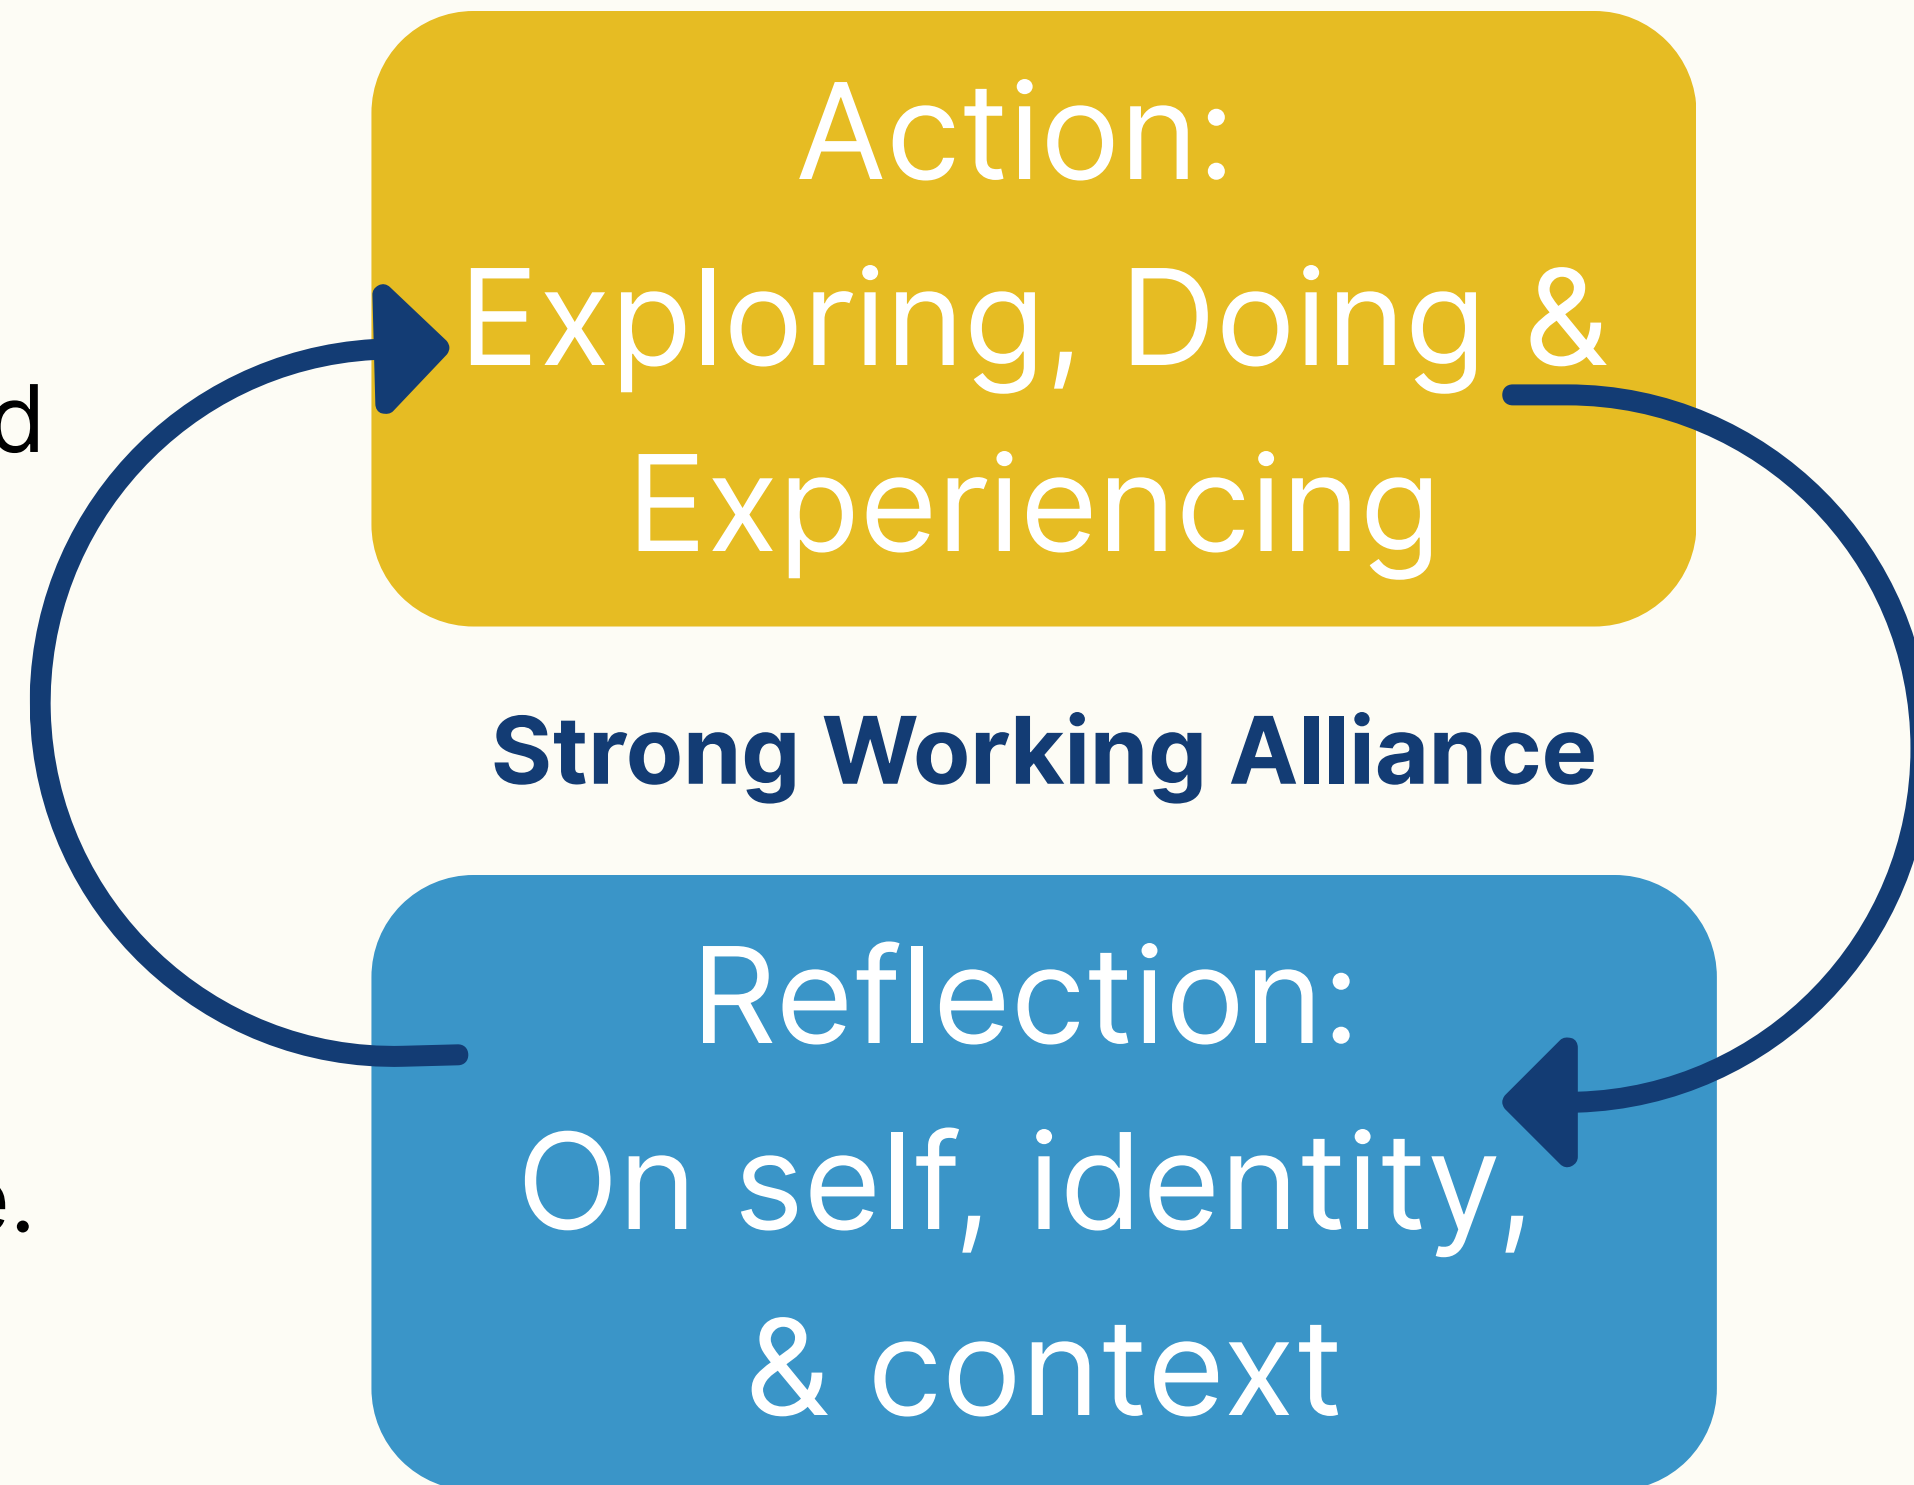 Action:
Exploring, Doing &
d
Experiencing
Strong Working Alliance
Reflection:
On self, identity,
e.
& context